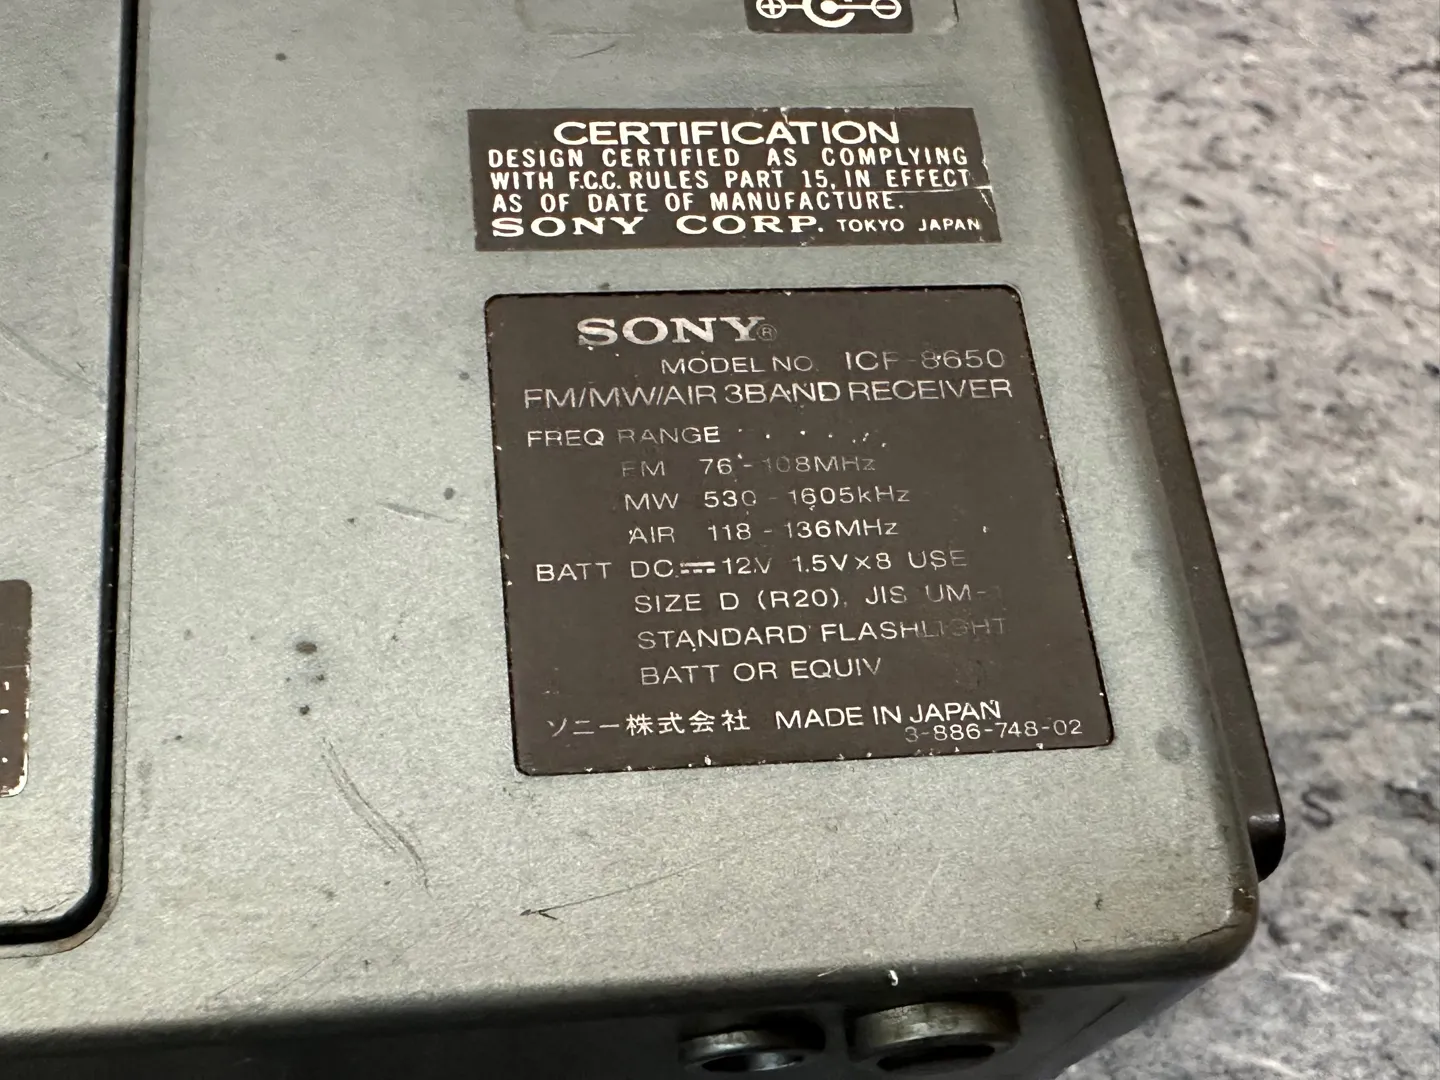 CERTIFICATION
DESIGN CERTIFIED AS COMPLYING
WITH F.C.C. RULES PART 15, IN EFFECT
AS OF DATE OF MANUFACTURE.
SONY CORP. TOKYO JAPAN
SONY®
MODEL NO. ICF-8650
FM/MW/AIR 3BAND RECEIVER
FREQ RANGE
FM 76-108MHz
MW 530-1605kHz
AIR 118-136MHz
BATT DC⎓12V 1.5V×8 USE
SIZE D (R20), JIS UM-1
STANDARD FLASHLIGHT
BATT OR EQUIV
ソニー株式会社 MADE IN JAPAN
3-886-748-02